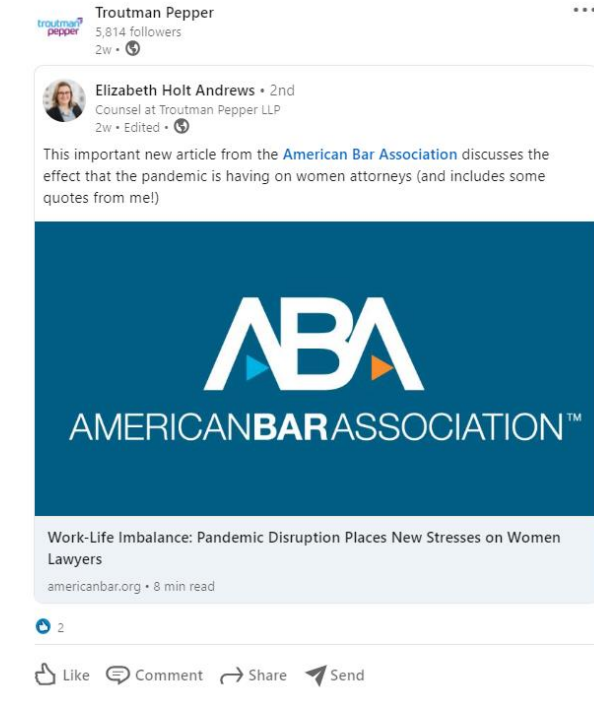 troutman
pepper
Troutman Pepper
5,814 followers
2w •
Elizabeth Holt Andrews • 2nd
Counsel at Troutman Pepper LLP
2w • Edited •
This important new article from the American Bar Association discusses the
effect that the pandemic is having on women attorneys (and includes some
quotes from me!)
ABA
AMERICANBARASSOCIATION™
Work-Life Imbalance: Pandemic Disruption Places New Stresses on Women
Lawyers
americanbar.org • 8 min read
2
Like Comment Share Send